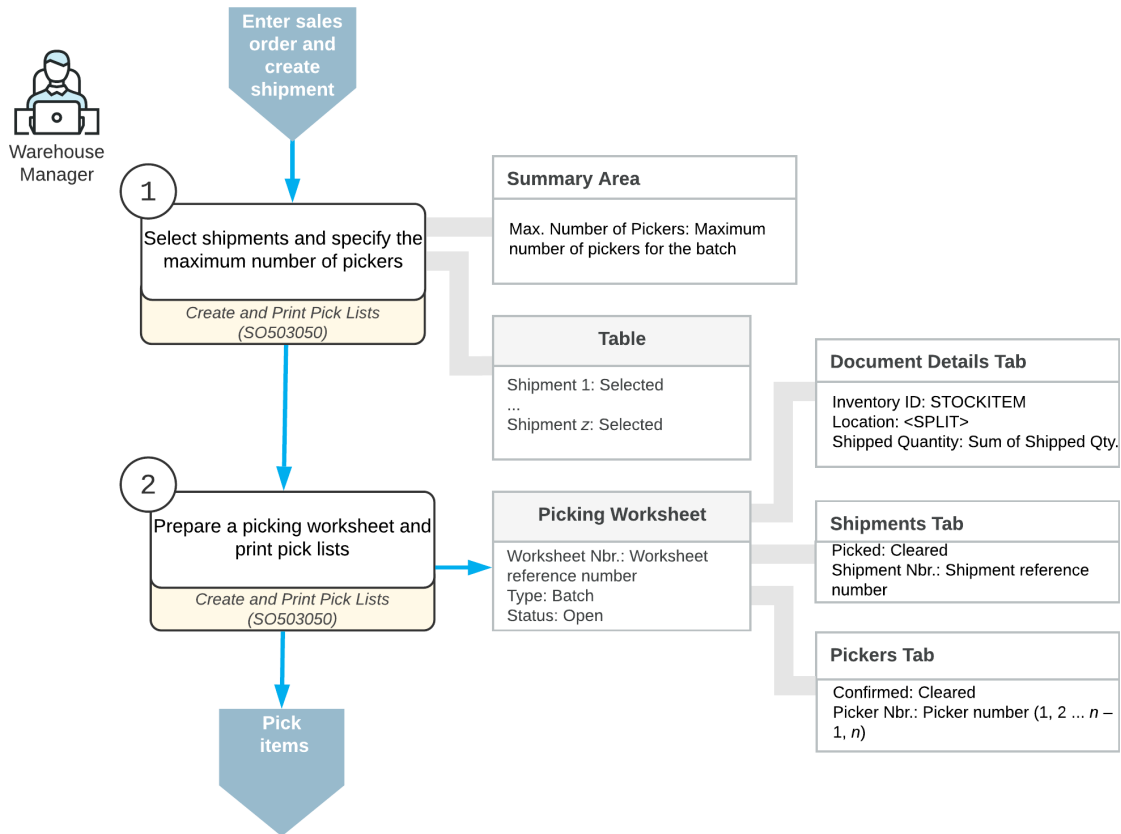 Enter sales
order and
create
shipment
Warehouse
Manager
1
Select shipments and specify the
maximum number of pickers
Create and Print Pick Lists
(SO503050)
Summary Area
Max. Number of Pickers: Maximum
number of pickers for the batch
Table
Shipment 1: Selected
...
Shipment z: Selected
2
Prepare a picking worksheet and
print pick lists
Create and Print Pick Lists
(SO503050)
Picking Worksheet
Worksheet Nbr.: Worksheet
reference number
Type: Batch
Status: Open
Document Details Tab
Inventory ID: STOCKITEM
Location: <SPLIT>
Shipped Quantity: Sum of Shipped Qty.
Shipments Tab
Picked: Cleared
Shipment Nbr.: Shipment reference
number
Pickers Tab
Confirmed: Cleared
Picker Nbr.: Picker number (1, 2 ... n –
1, n)
Pick
items